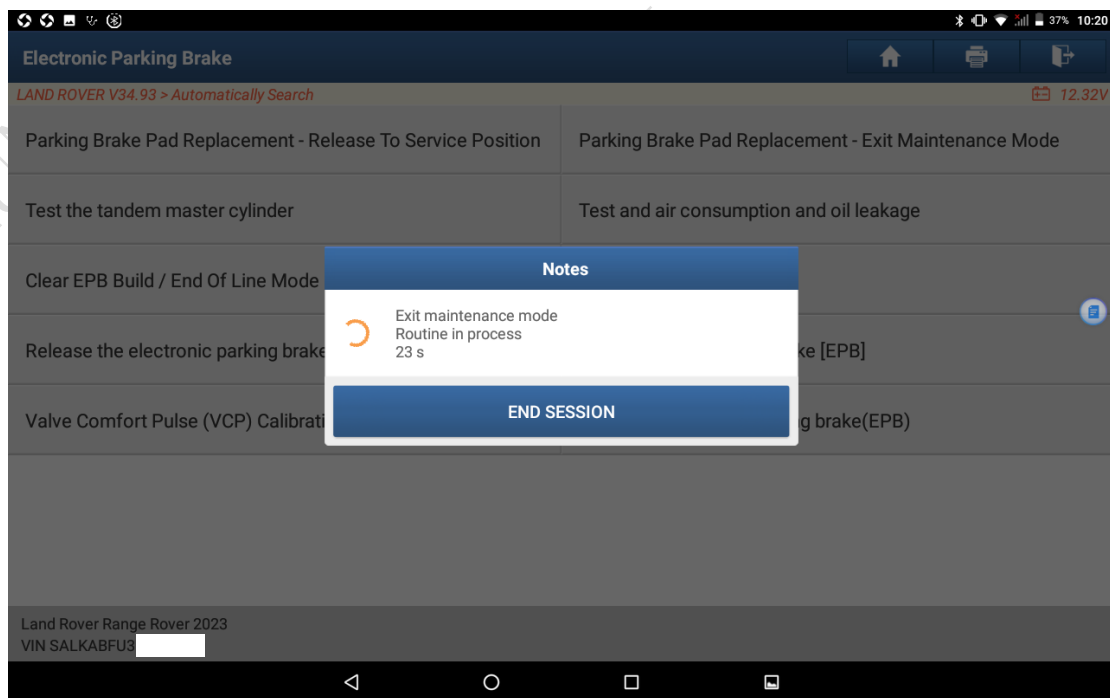 37% 10:20
Electronic Parking Brake
LAND ROVER V34.93 > Automatically Search
12.32V
Parking Brake Pad Replacement - Release To Service Position
Parking Brake Pad Replacement - Exit Maintenance Mode
Test the tandem master cylinder
Test and air consumption and oil leakage
Clear EPB Build / End Of Line Mode
Notes
Exit maintenance mode
Routine in process
23 s
Release the electronic parking brake
[EPB]
END SESSION
Valve Comfort Pulse (VCP)
brake(EPB)
Land Rover Range Rover 2023
VIN SALKABFU3